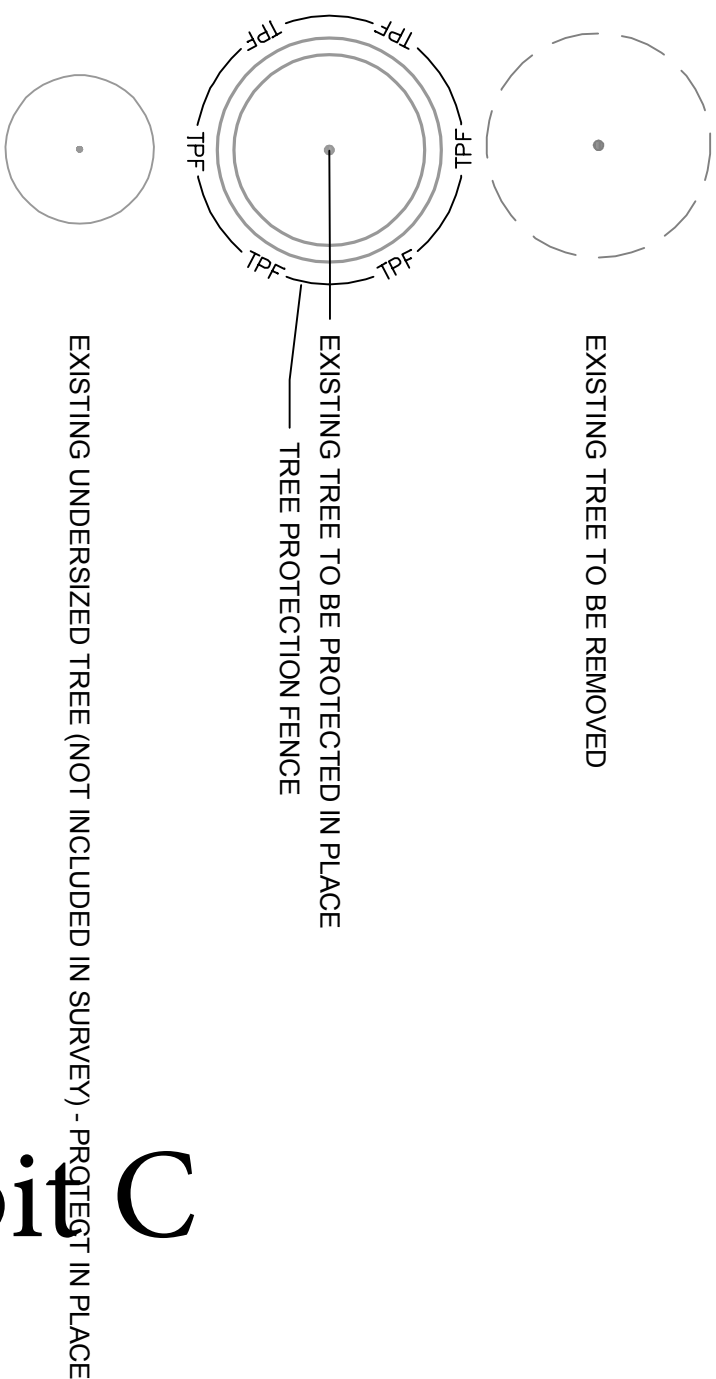 EXISTING TREE TO BE REMOVED
TPF
TPF
TPF
TPF
TPF
TPF
EXISTING TREE TO BE PROTECTED IN PLACE
TREE PROTECTION FENCE
EXISTING UNDERSIZED TREE (NOT INCLUDED IN SURVEY) - PROTECT IN PLACE
bit C